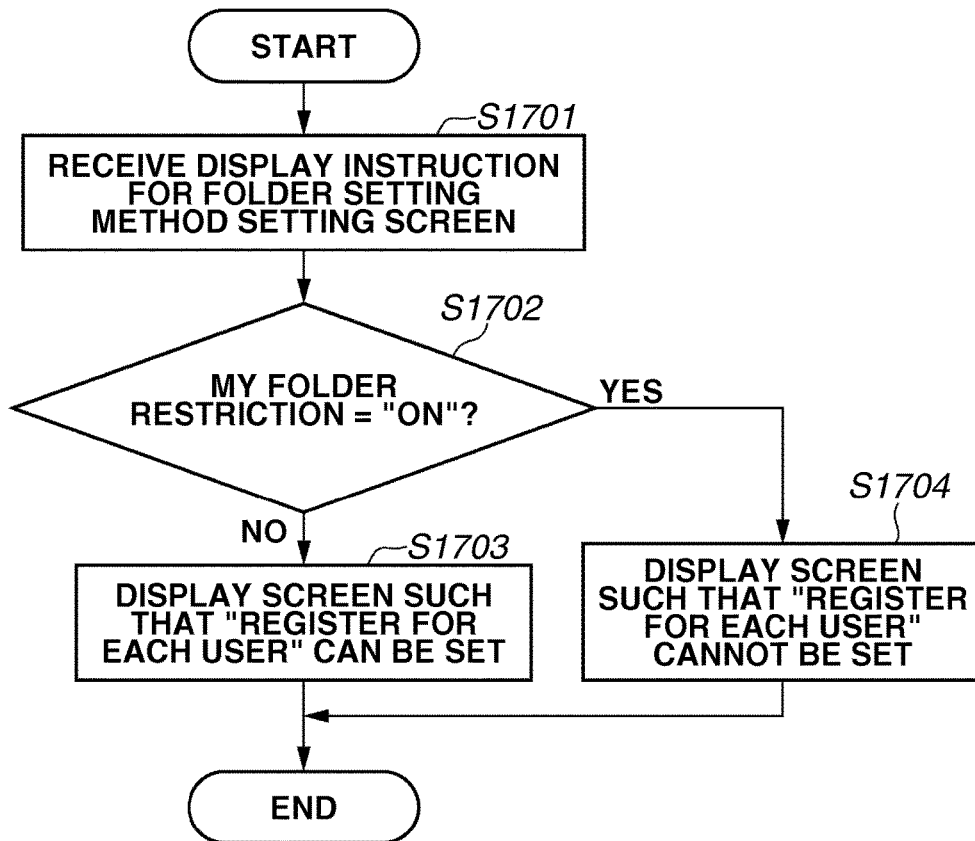 START
S1701
RECEIVE DISPLAY INSTRUCTION
FOR FOLDER SETTING
METHOD SETTING SCREEN
S1702
MY FOLDER
RESTRICTION = "ON"?
YES
NO
S1703
DISPLAY SCREEN SUCH
THAT "REGISTER FOR
EACH USER" CAN BE SET
S1704
DISPLAY SCREEN
SUCH THAT "REGISTER
FOR EACH USER"
CANNOT BE SET
END